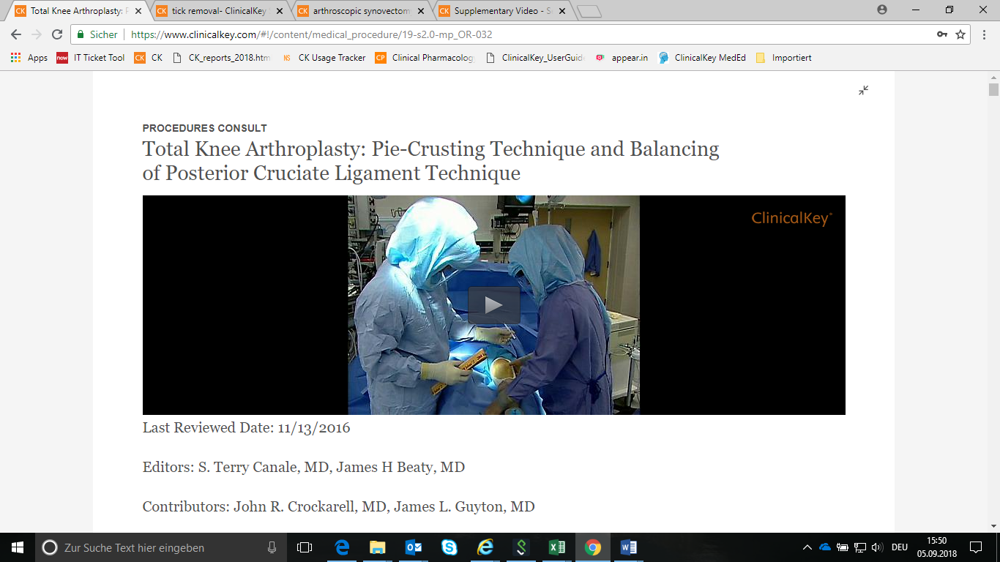 Total Knee Arthroplasty: P
tick removal- ClinicalKey
arthroscopic synovectom
Supplementary Video - S
Sicher
https://www.clinicalkey.com/#!/content/medical_procedure/19-s2.0-mp_OR-032
Apps
new
IT Ticket Tool
CK
CK
CK_reports_2018.htm
NS
CK Usage Tracker
CP
Clinical Pharmacolog
ClinicalKey_UserGuid
appear.in
ClinicalKey MedEd
Importiert
PROCEDURES CONSULT
Total Knee Arthroplasty: Pie-Crusting Technique and Balancing
of Posterior Cruciate Ligament Technique
ClinicalKey®
Last Reviewed Date: 11/13/2016
Editors: S. Terry Canale, MD, James H Beaty, MD
Contributors: John R. Crockarell, MD, James L. Guyton, MD
Zur Suche Text hier eingeben
DEU
15:50
05.09.2018